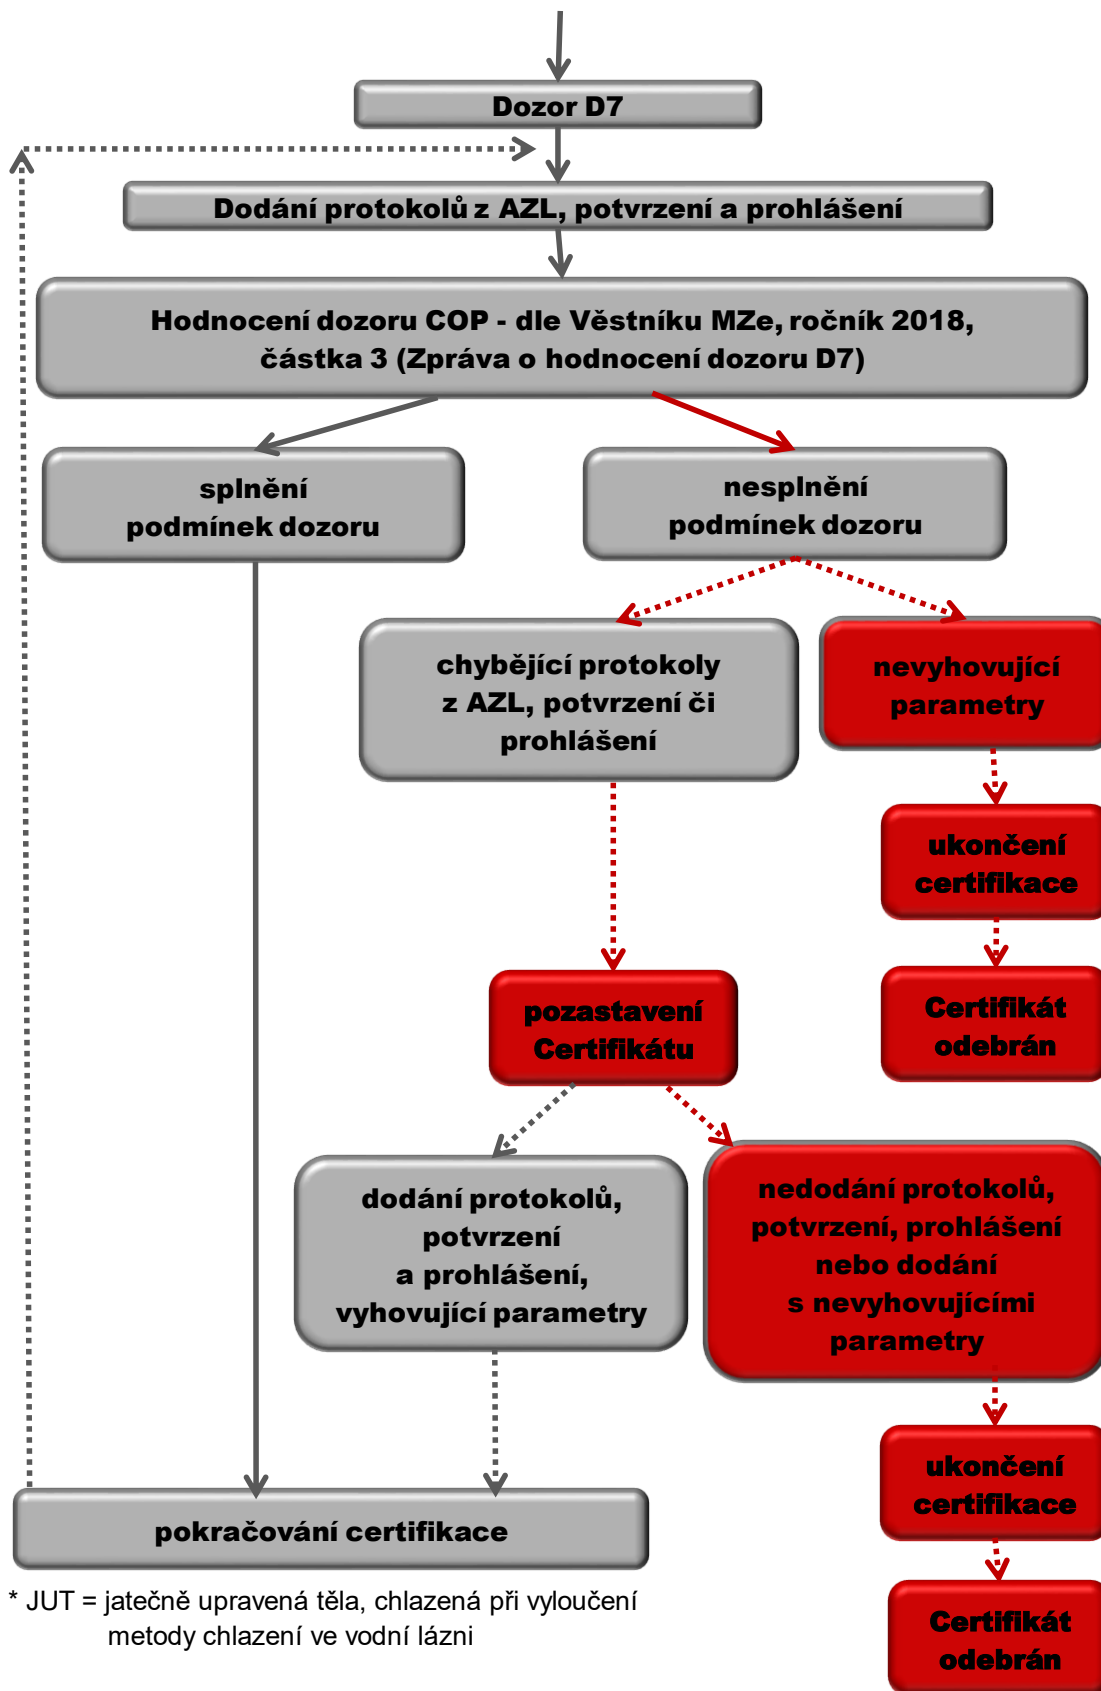 Dozor D7
Dodání protokolů z AZL, potvrzení a prohlášení
Hodnocení dozoru COP - dle Věstníku MZe, ročník 2018,
částka 3 (Zpráva o hodnocení dozoru D7)
splnění
podmínek dozoru
nesplnění
podmínek dozoru
chybějící protokoly
z AZL, potvrzení či
prohlášení
nevyhovující
parametry
ukončení
certifikace
Certifikát
odebrán
pozastavení
Certifikátu
dodání protokolů,
potvrzení
a prohlášení,
vyhovující parametry
nedodání protokolů,
potvrzení, prohlášení
nebo dodání
s nevyhovujícími
parametry
ukončení
certifikace
pokračování certifikace
Certifikát
odebrán
* JUT = jatečně upravená těla, chlazená při vyloučení
metody chlazení ve vodní lázni